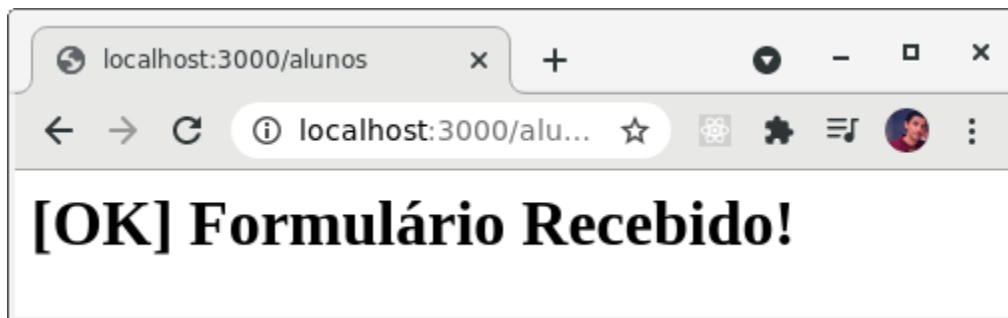 localhost:3000/alunos
localhost:3000/alu...
[OK] Formulário Recebido!